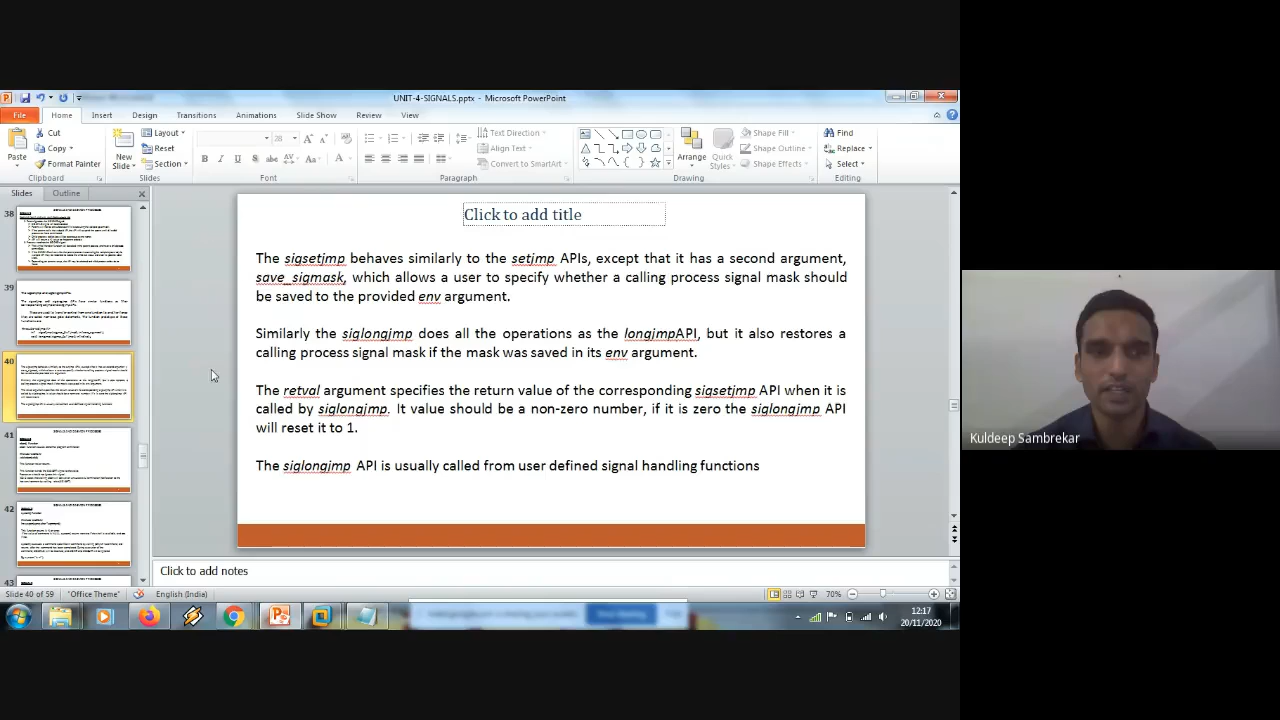 UNIT-4-SIGNALS.pptx - Microsoft PowerPoint
File Home Insert Design Transitions Animations Slide Show Review View
Paste
Cut
Copy
Format Painter
Clipboard
New Slide
Layout
Reset
Section
Slides
28
Font
Text Direction
Align Text
Convert to SmartArt
Paragraph
Arrange
Quick Styles
Shape Fill
Shape Outline
Shape Effects
Drawing
Find
Replace
Select
Editing
Slides Outline
38
39
40
41
42
43
Click to add title
The sigsetjmp behaves similarly to the setjmp APIs, except that it has a second argument,
save_sigmask, which allows a user to specify whether a calling process signal mask should
be saved to the provided env argument.
Similarly the siglongjmp does all the operations as the longjmpAPI, but it also restores a
calling process signal mask if the mask was saved in its env argument.
The retval argument specifies the return value of the corresponding sigsetjmp API when it is
called by siglongjmp. It value should be a non-zero number, if it is zero the siglongjmp API
will reset it to 1.
The siglongjmp API is usually called from user defined signal handling functions
Click to add notes
Slide 40 of 59 "Office Theme" English (India) 70%
12:17
20/11/2020
Kuldeep Sambrekar